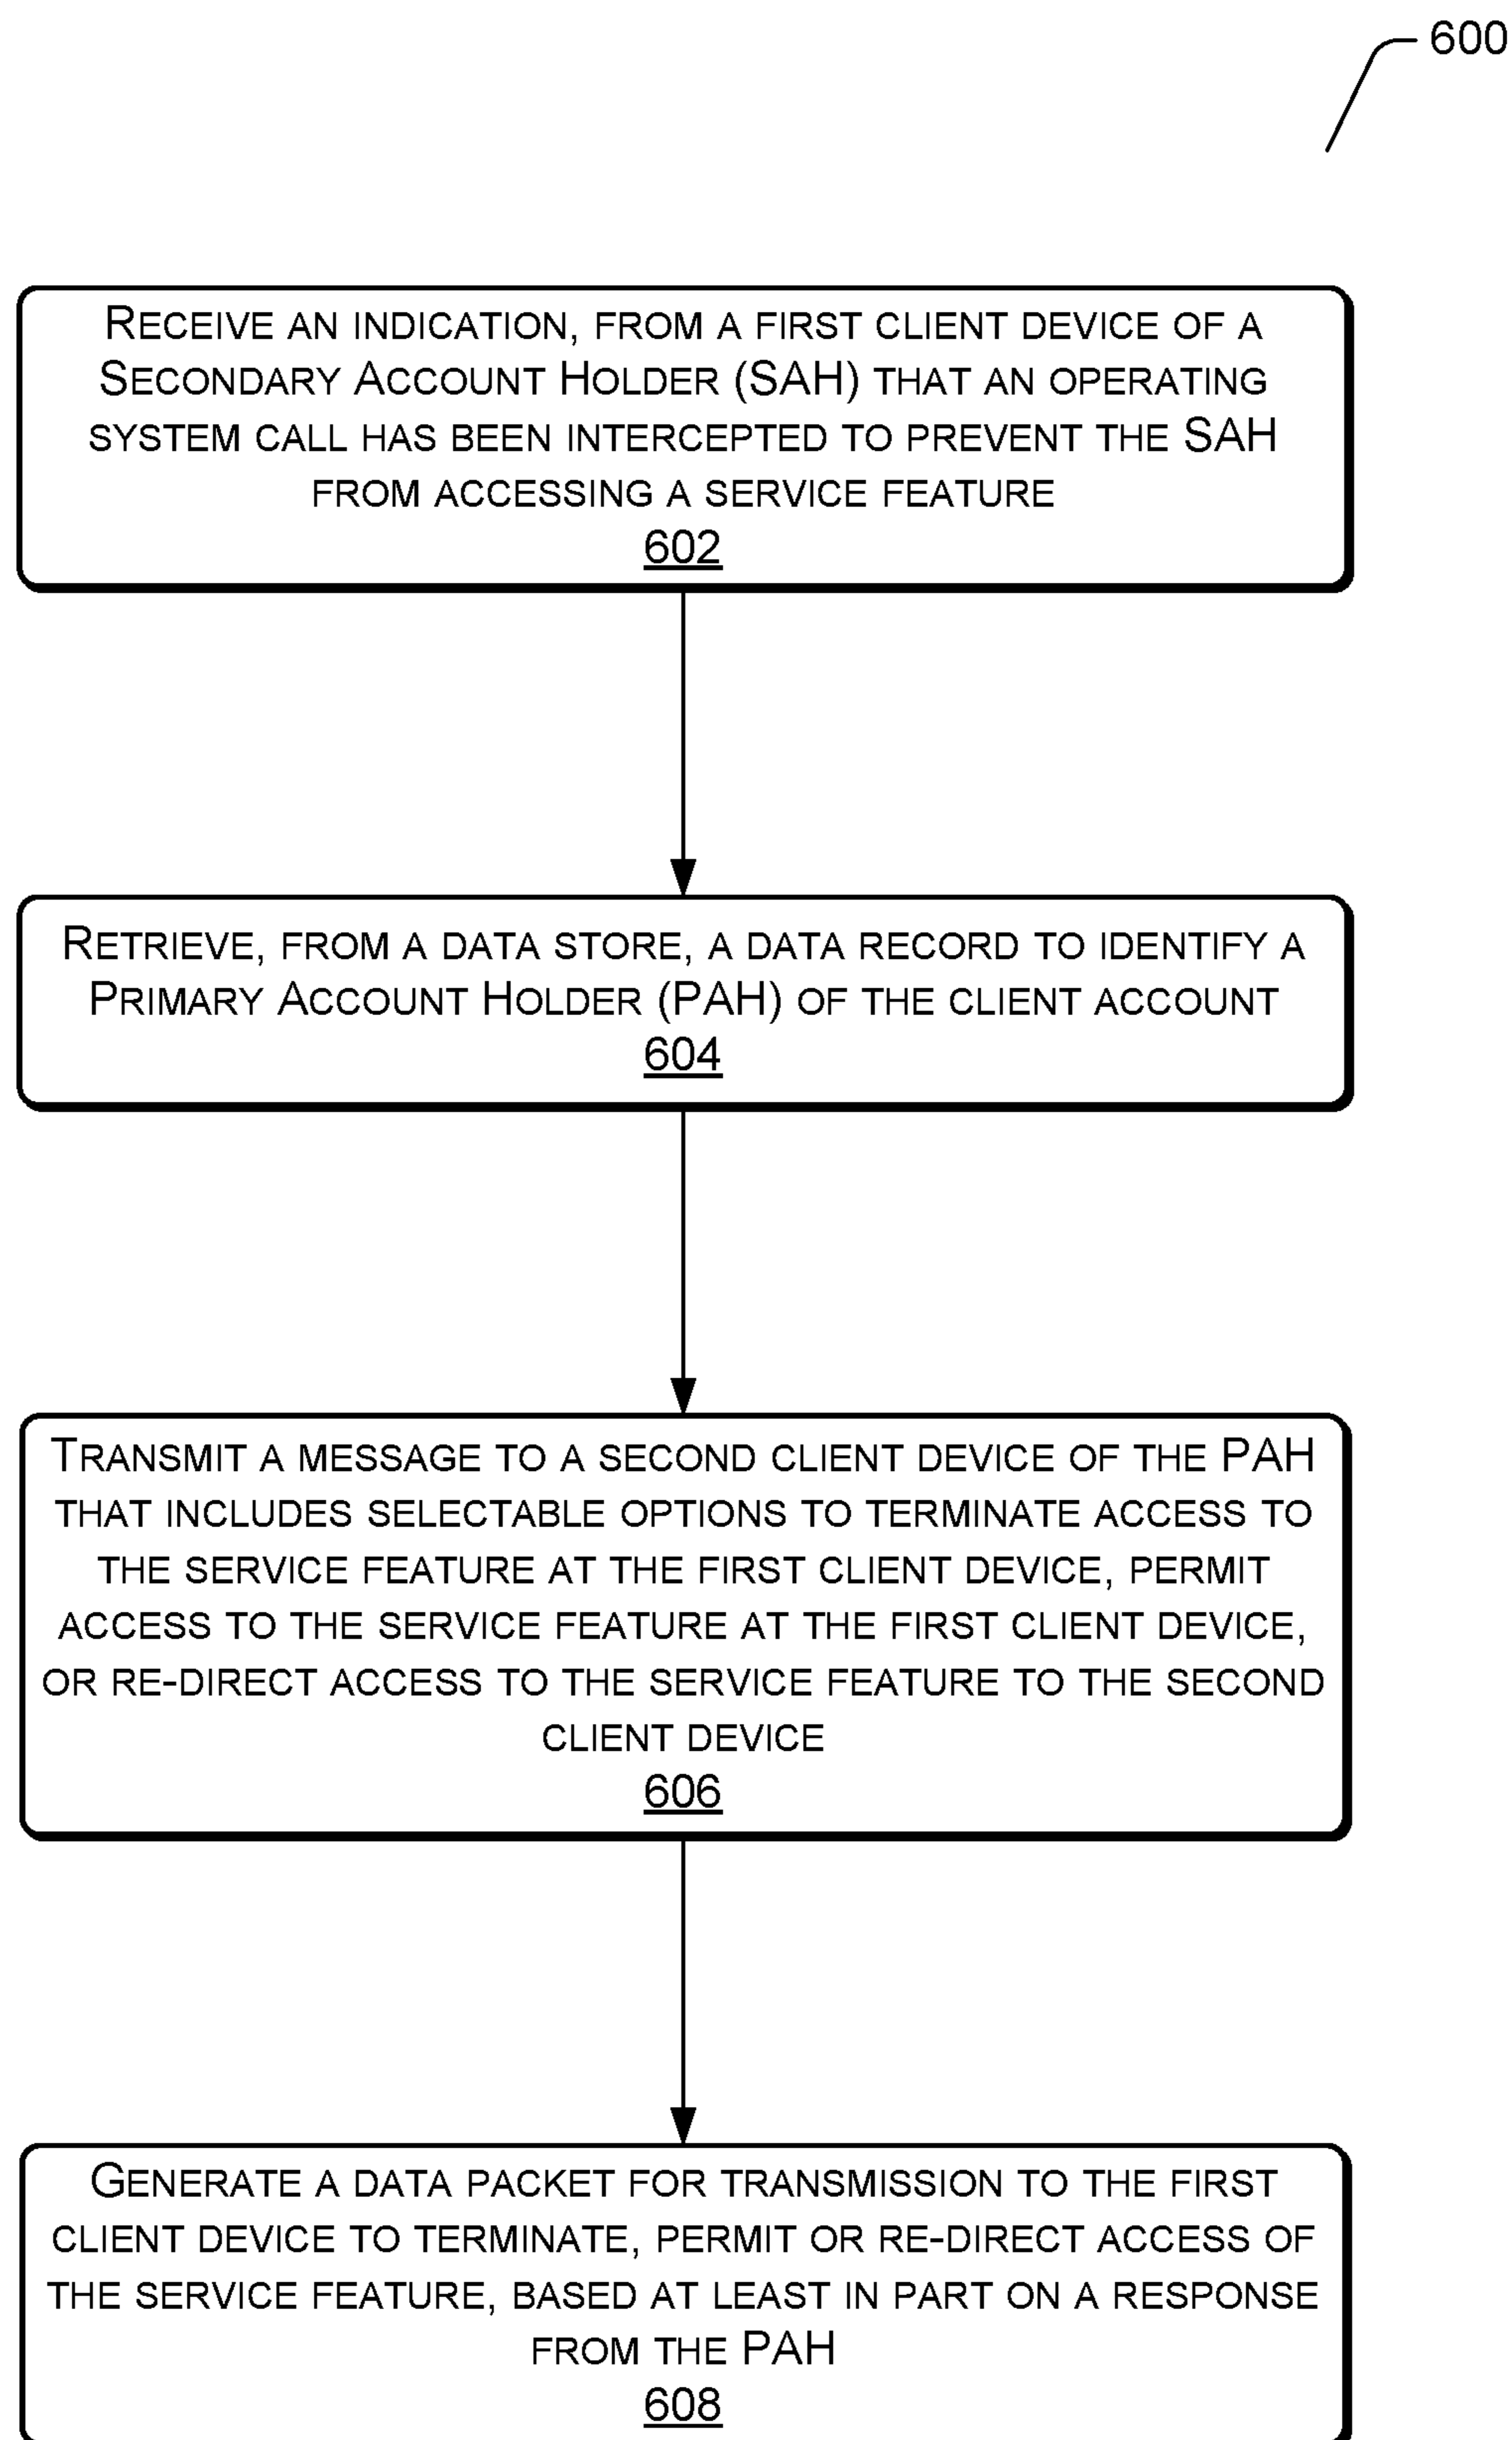 600
RECEIVE AN INDICATION, FROM A FIRST CLIENT DEVICE OF A
SECONDARY ACCOUNT HOLDER (SAH) THAT AN OPERATING
SYSTEM CALL HAS BEEN INTERCEPTED TO PREVENT THE SAH
FROM ACCESSING A SERVICE FEATURE
602
RETRIEVE, FROM A DATA STORE, A DATA RECORD TO IDENTIFY A
PRIMARY ACCOUNT HOLDER (PAH) OF THE CLIENT ACCOUNT
604
TRANSMIT A MESSAGE TO A SECOND CLIENT DEVICE OF THE PAH
THAT INCLUDES SELECTABLE OPTIONS TO TERMINATE ACCESS TO
THE SERVICE FEATURE AT THE FIRST CLIENT DEVICE, PERMIT
ACCESS TO THE SERVICE FEATURE AT THE FIRST CLIENT DEVICE,
OR RE-DIRECT ACCESS TO THE SERVICE FEATURE TO THE SECOND
CLIENT DEVICE
606
GENERATE A DATA PACKET FOR TRANSMISSION TO THE FIRST
CLIENT DEVICE TO TERMINATE, PERMIT OR RE-DIRECT ACCESS OF
THE SERVICE FEATURE, BASED AT LEAST IN PART ON A RESPONSE
FROM THE PAH
608